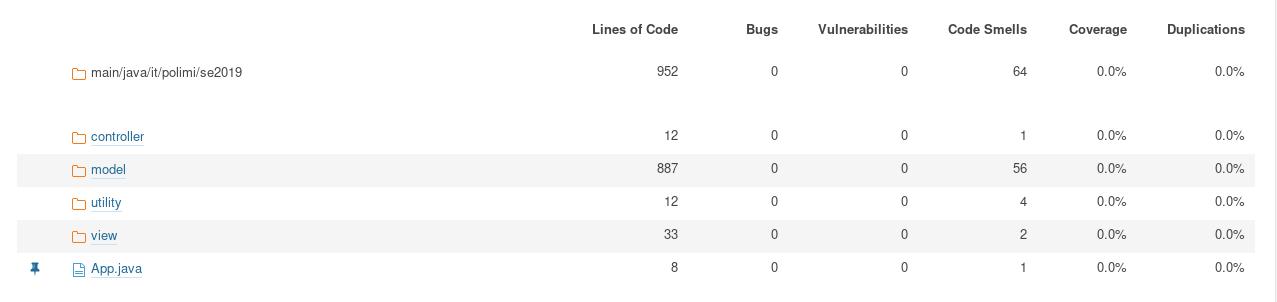 Lines of Code Bugs Vulnerabilities Code Smells Coverage Duplications
main/java/it/polimi/se2019 952 0 0 64 0.0% 0.0%
controller 12 0 0 1 0.0% 0.0%
model 887 0 0 56 0.0% 0.0%
utility 12 0 0 4 0.0% 0.0%
view 33 0 0 2 0.0% 0.0%
App.java 8 0 0 1 0.0% 0.0%